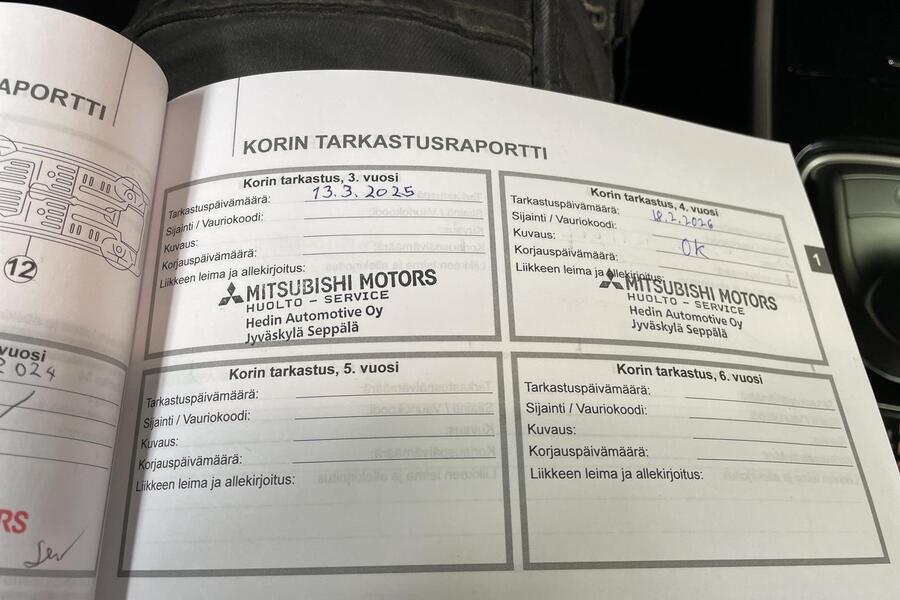 APORTTI
12
vuosi
2024
RS
KORIN TARKASTUSRAPORTTI
Korin tarkastus, 3. vuosi
Tarkastuspäivämäärä: 13.3.2025
Sijainti / Vauriokoodi:
Kuvaus:
Korjauspäivämäärä:
Liikkeen leima ja allekirjoitus:
MITSUBISHI MOTORS
HUOLTO - SERVICE
Hedin Automotive Oy
Jyväskylä Seppälä
Korin tarkastus, 4. vuosi
Tarkastuspäivämäärä: 18.2.2026
Sijainti / Vauriokoodi:
Kuvaus: OK
Korjauspäivämäärä:
Liikkeen leima ja allekirjoitus:
MITSUBISHI MOTORS
HUOLTO - SERVICE
Hedin Automotive Oy
Jyväskylä Seppälä
1
Korin tarkastus, 5. vuosi
Tarkastuspäivämäärä:
Sijainti / Vauriokoodi:
Kuvaus:
Korjauspäivämäärä:
Liikkeen leima ja allekirjoitus:
Korin tarkastus, 6. vuosi
Tarkastuspäivämäärä:
Sijainti / Vauriokoodi:
Kuvaus:
Korjauspäivämäärä:
Liikkeen leima ja allekirjoitus: